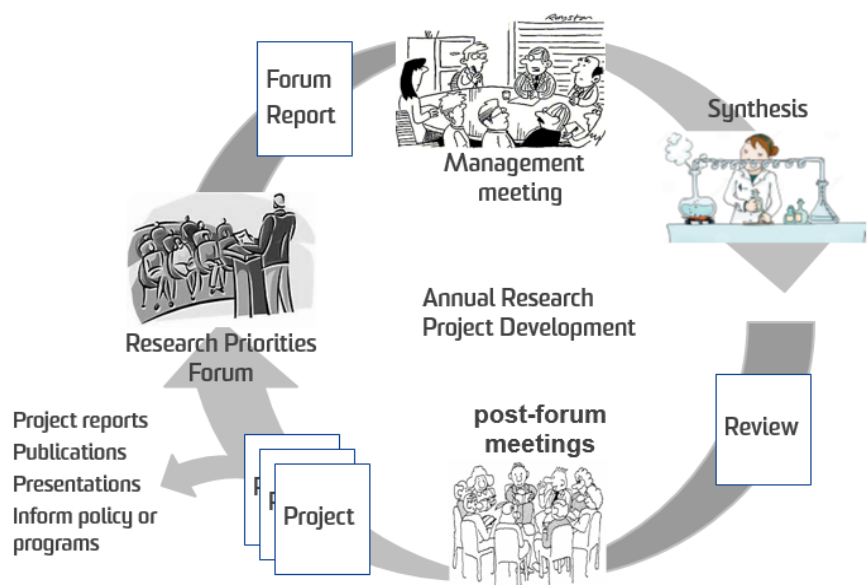 Forum
Report
Royston
Management
meeting
Synthesis
Research Priorities
Forum
Annual Research
Project Development
Project reports
Publications
Presentations
Inform policy or
programs
P
P
Project
post-forum
meetings
Review